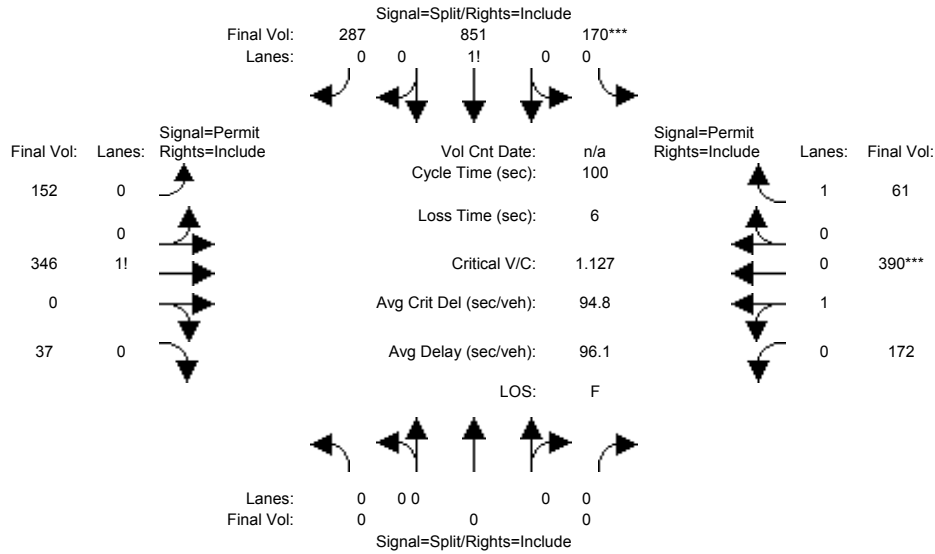 Signal=Split/Rights=Include
Final Vol: 287 851 170***
Lanes: 0 0 1! 0 0
Signal=Permit Signal=Permit
Final Vol: Lanes: Rights=Include Vol Cnt Date: n/a Rights=Include Lanes: Final Vol:
Cycle Time (sec): 100
152 0 1 61
Loss Time (sec): 6
0 0
346 1! Critical V/C: 1.127 0 390***
0 Avg Crit Del (sec/veh): 94.8 1
37 0 Avg Delay (sec/veh): 96.1 0 172
LOS: F
Lanes: 0 0 0 0 0
Final Vol: 0 0 0
Signal=Split/Rights=Include